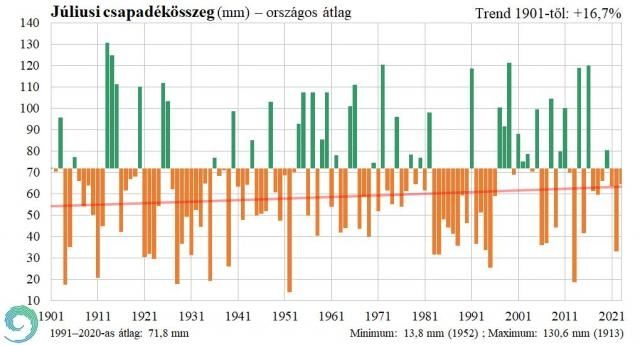 Júliusi csapadékösszeg (mm) – országos átlag
Trend 1901-től: +16,7%
140
130
120
110
100
90
80
70
60
50
40
30
20
10
1901 1911 1921 1931 1941 1951 1961 1971 1981 1991 2001 2011 2021
1991–2020-as átlag: 71,8 mm
Minimum: 13,8 mm (1952) ; Maximum: 130,6 mm (1913)